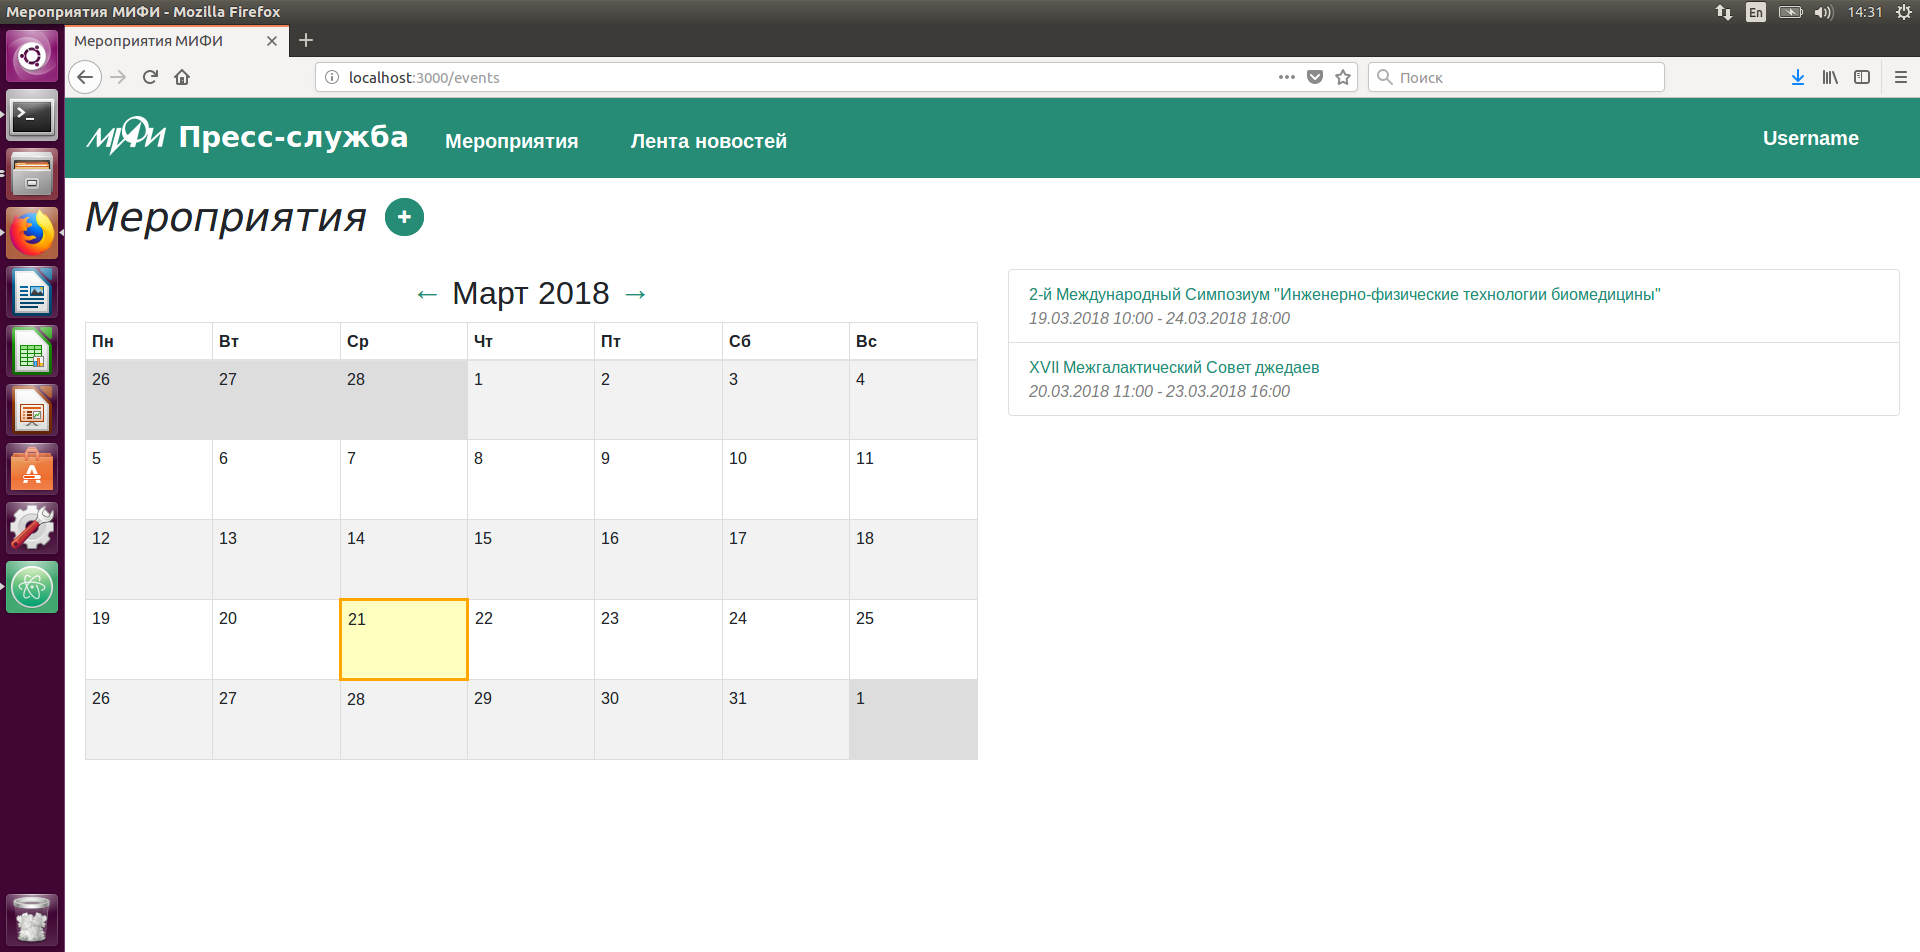 Мероприятия МИФИ - Mozilla Firefox
En
14:31
Мероприятия МИФИ
localhost:3000/events
Поиск
МИФИ Пресс-служба
Мероприятия
Лента новостей
Username
Мероприятия +
← Март 2018 →
Пн Вт Ср Чт Пт Сб Вс
26 27 28 1 2 3 4
5 6 7 8 9 10 11
12 13 14 15 16 17 18
19 20 21 22 23 24 25
26 27 28 29 30 31 1
2-й Международный Симпозиум "Инженерно-физические технологии биомедицины"
19.03.2018 10:00 - 24.03.2018 18:00
XVII Межгалактический Совет джедаев
20.03.2018 11:00 - 23.03.2018 16:00